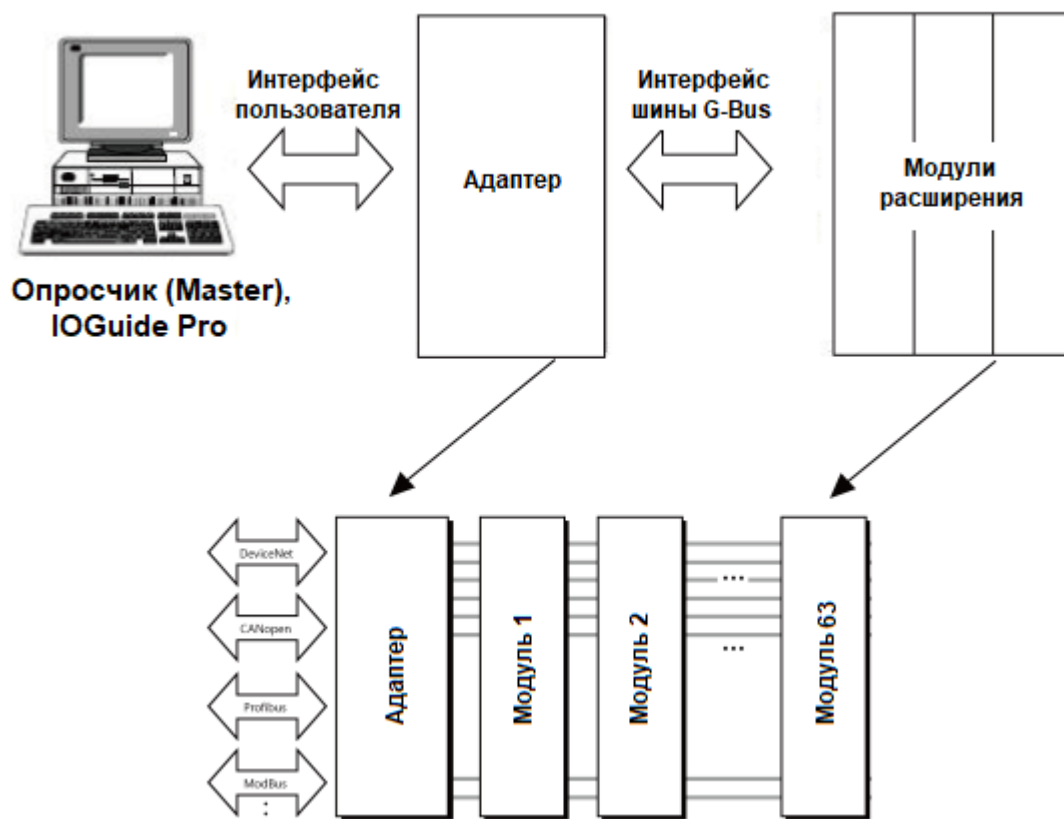 Интерфейс
пользователя
Интерфейс
шины G-Bus
Адаптер
Модули
расширения
Опросчик (Master),
IOGuide Pro
DeviceNet
CANopen
Profibus
ModBus
:
Адаптер
Модуль 1
Модуль 2
...
...
Модуль 63